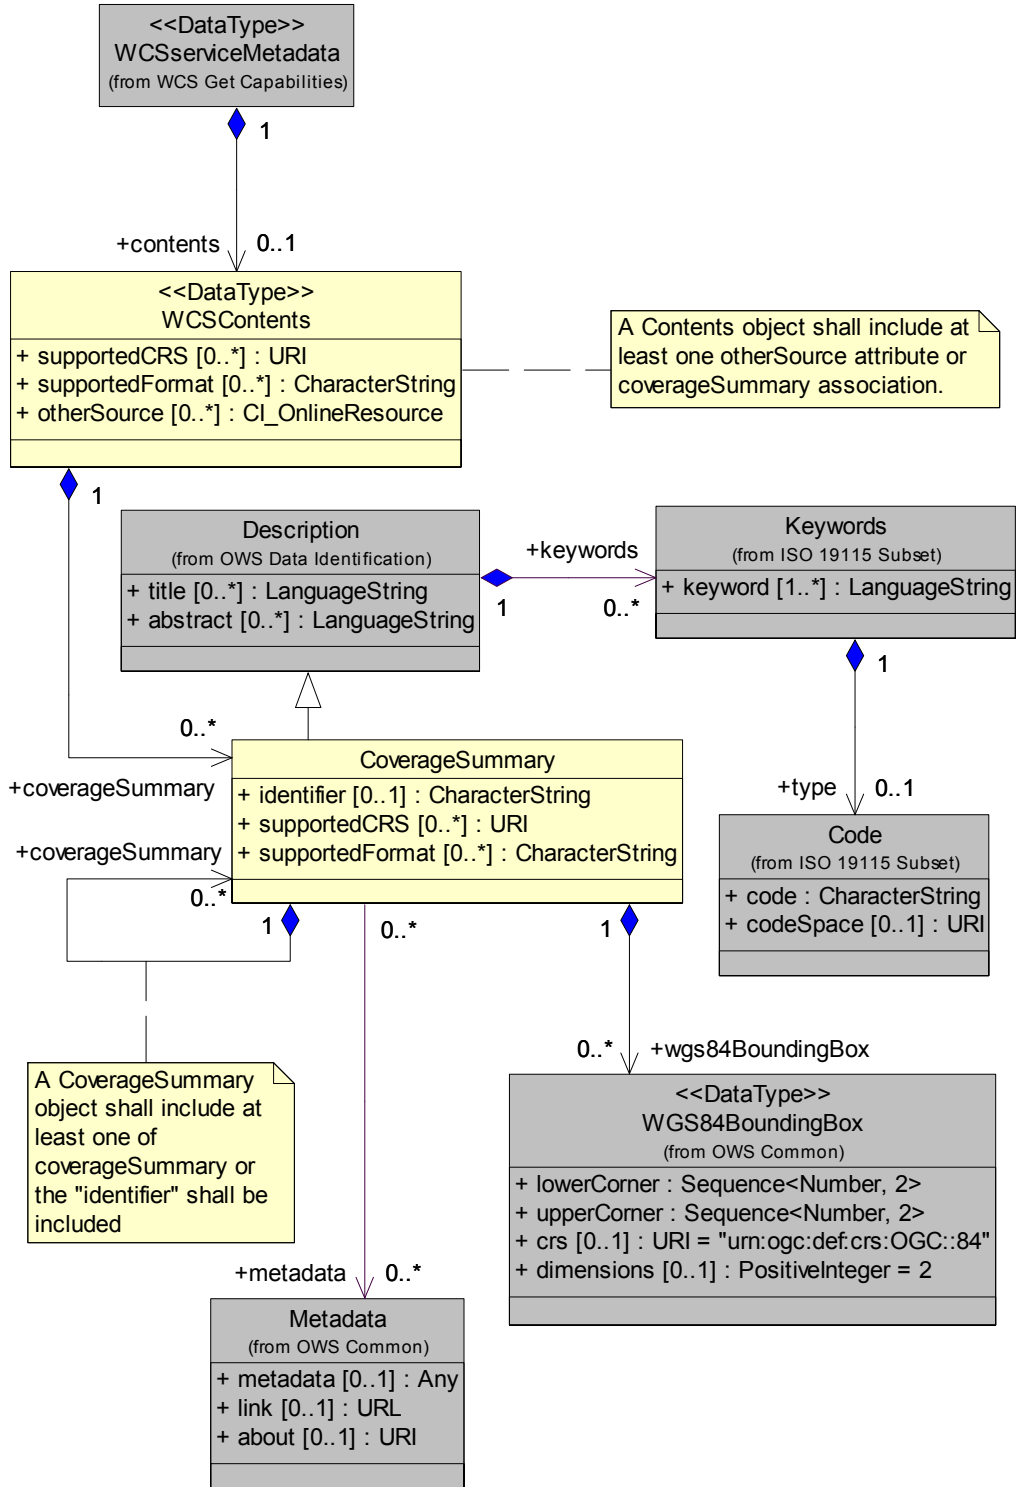 <<DataType>>
WCSserviceMetadata
(from WCS Get Capabilities)
1
+contents
0..1
<<DataType>>
WCSContents
+ supportedCRS [0..*] : URI
+ supportedFormat [0..*] : CharacterString
+ otherSource [0..*] : CI_OnlineResource
A Contents object shall include at
least one otherSource attribute or
coverageSummary association.
1
Description
(from OWS Data Identification)
+ title [0..*] : LanguageString
+ abstract [0..*] : LanguageString
+keywords
1
0..*
Keywords
(from ISO 19115 Subset)
+ keyword [1..*] : LanguageString
1
0..*
+coverageSummary
CoverageSummary
+ identifier [0..1] : CharacterString
+ supportedCRS [0..*] : URI
+ supportedFormat [0..*] : CharacterString
+type
0..1
Code
(from ISO 19115 Subset)
+ code : CharacterString
+ codeSpace [0..1] : URI
+coverageSummary
0..*
1
0..*
1
A CoverageSummary
object shall include at
least one of
coverageSummary or
the "identifier" shall be
included
0..*
+wgs84BoundingBox
<<DataType>>
WGS84BoundingBox
(from OWS Common)
+ lowerCorner : Sequence<Number, 2>
+ upperCorner : Sequence<Number, 2>
+ crs [0..1] : URI = "urn:ogc:def:crs:OGC::84"
+ dimensions [0..1] : PositiveInteger = 2
+metadata
0..*
Metadata
(from OWS Common)
+ metadata [0..1] : Any
+ link [0..1] : URL
+ about [0..1] : URI